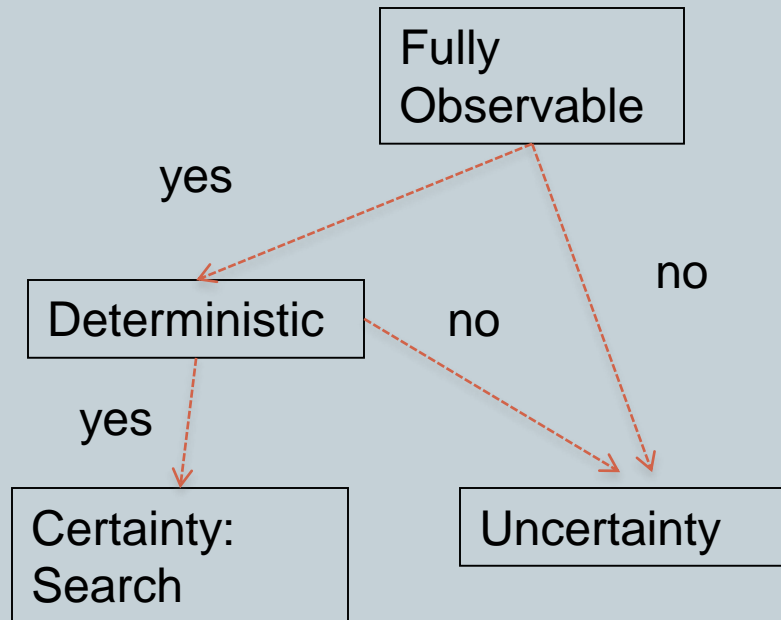 Fully
Observable
yes
no
Deterministic
no
yes
Certainty:
Search
Uncertainty